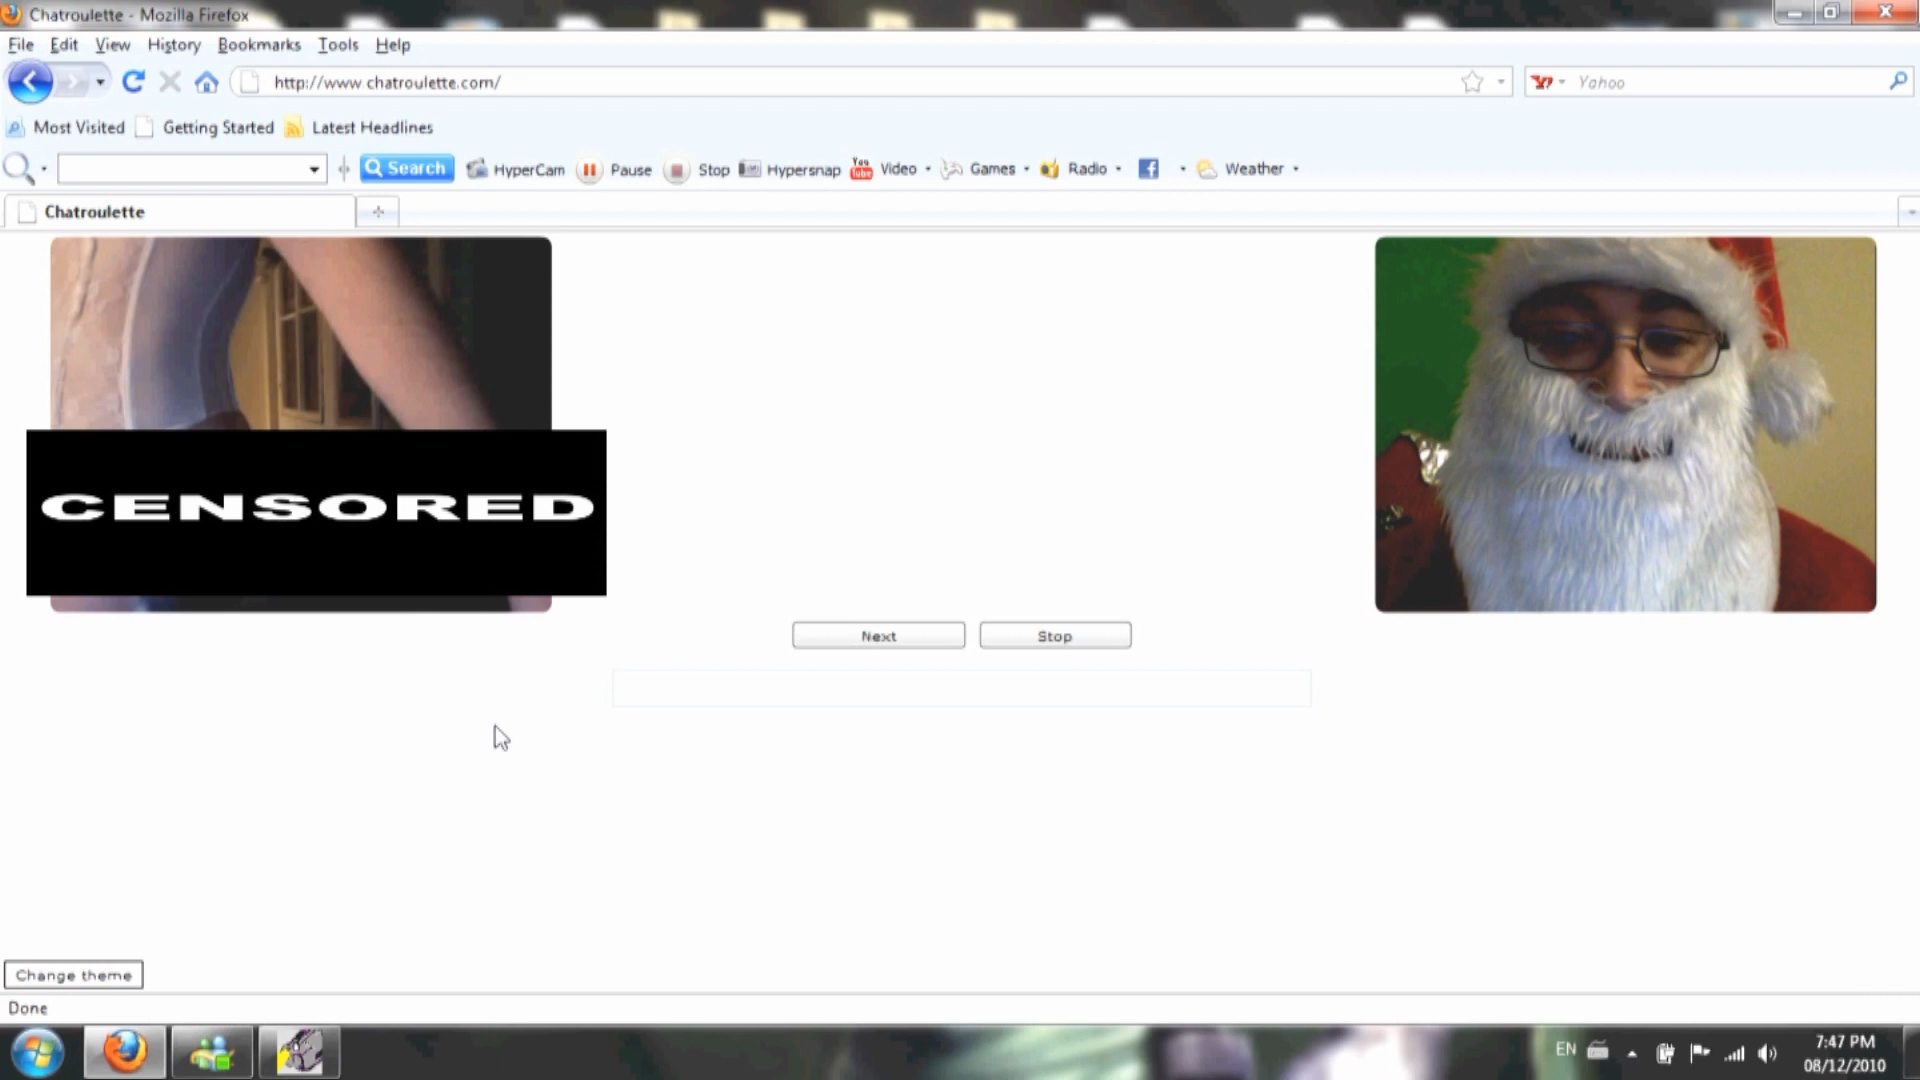 Chatroulette - Mozilla Firefox
File Edit View History Bookmarks Tools Help
http://www chatroulette.com/ Yahoo
Most Visited Getting Started Latest Headlines
Search HyperCam Pause Stop Hypersnap You Tube Video Games Radio f Weather
Chatroulette
CENSORED
Next Stop
Change theme
Done
EN 7:47 PM
08/12/2010